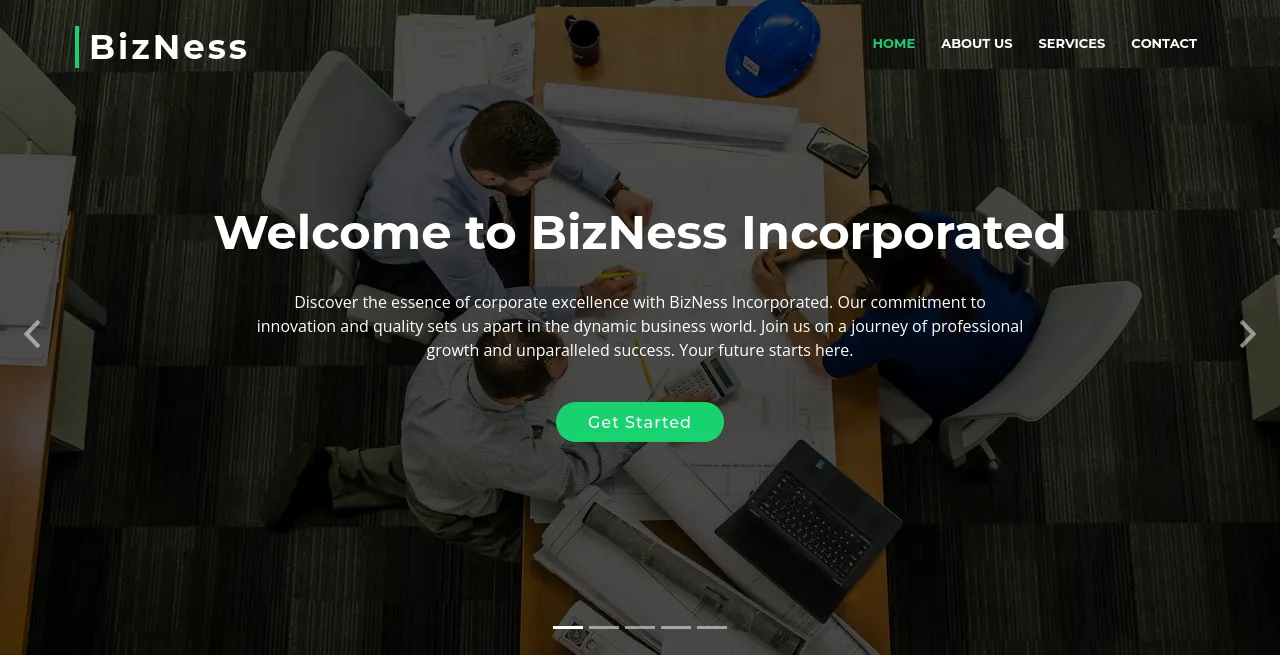 BizNess
HOME ABOUT US SERVICES CONTACT
Welcome to BizNess Incorporated
Discover the essence of corporate excellence with BizNess Incorporated. Our commitment to
innovation and quality sets us apart in the dynamic business world. Join us on a journey of professional
growth and unparalleled success. Your future starts here.
Get Started